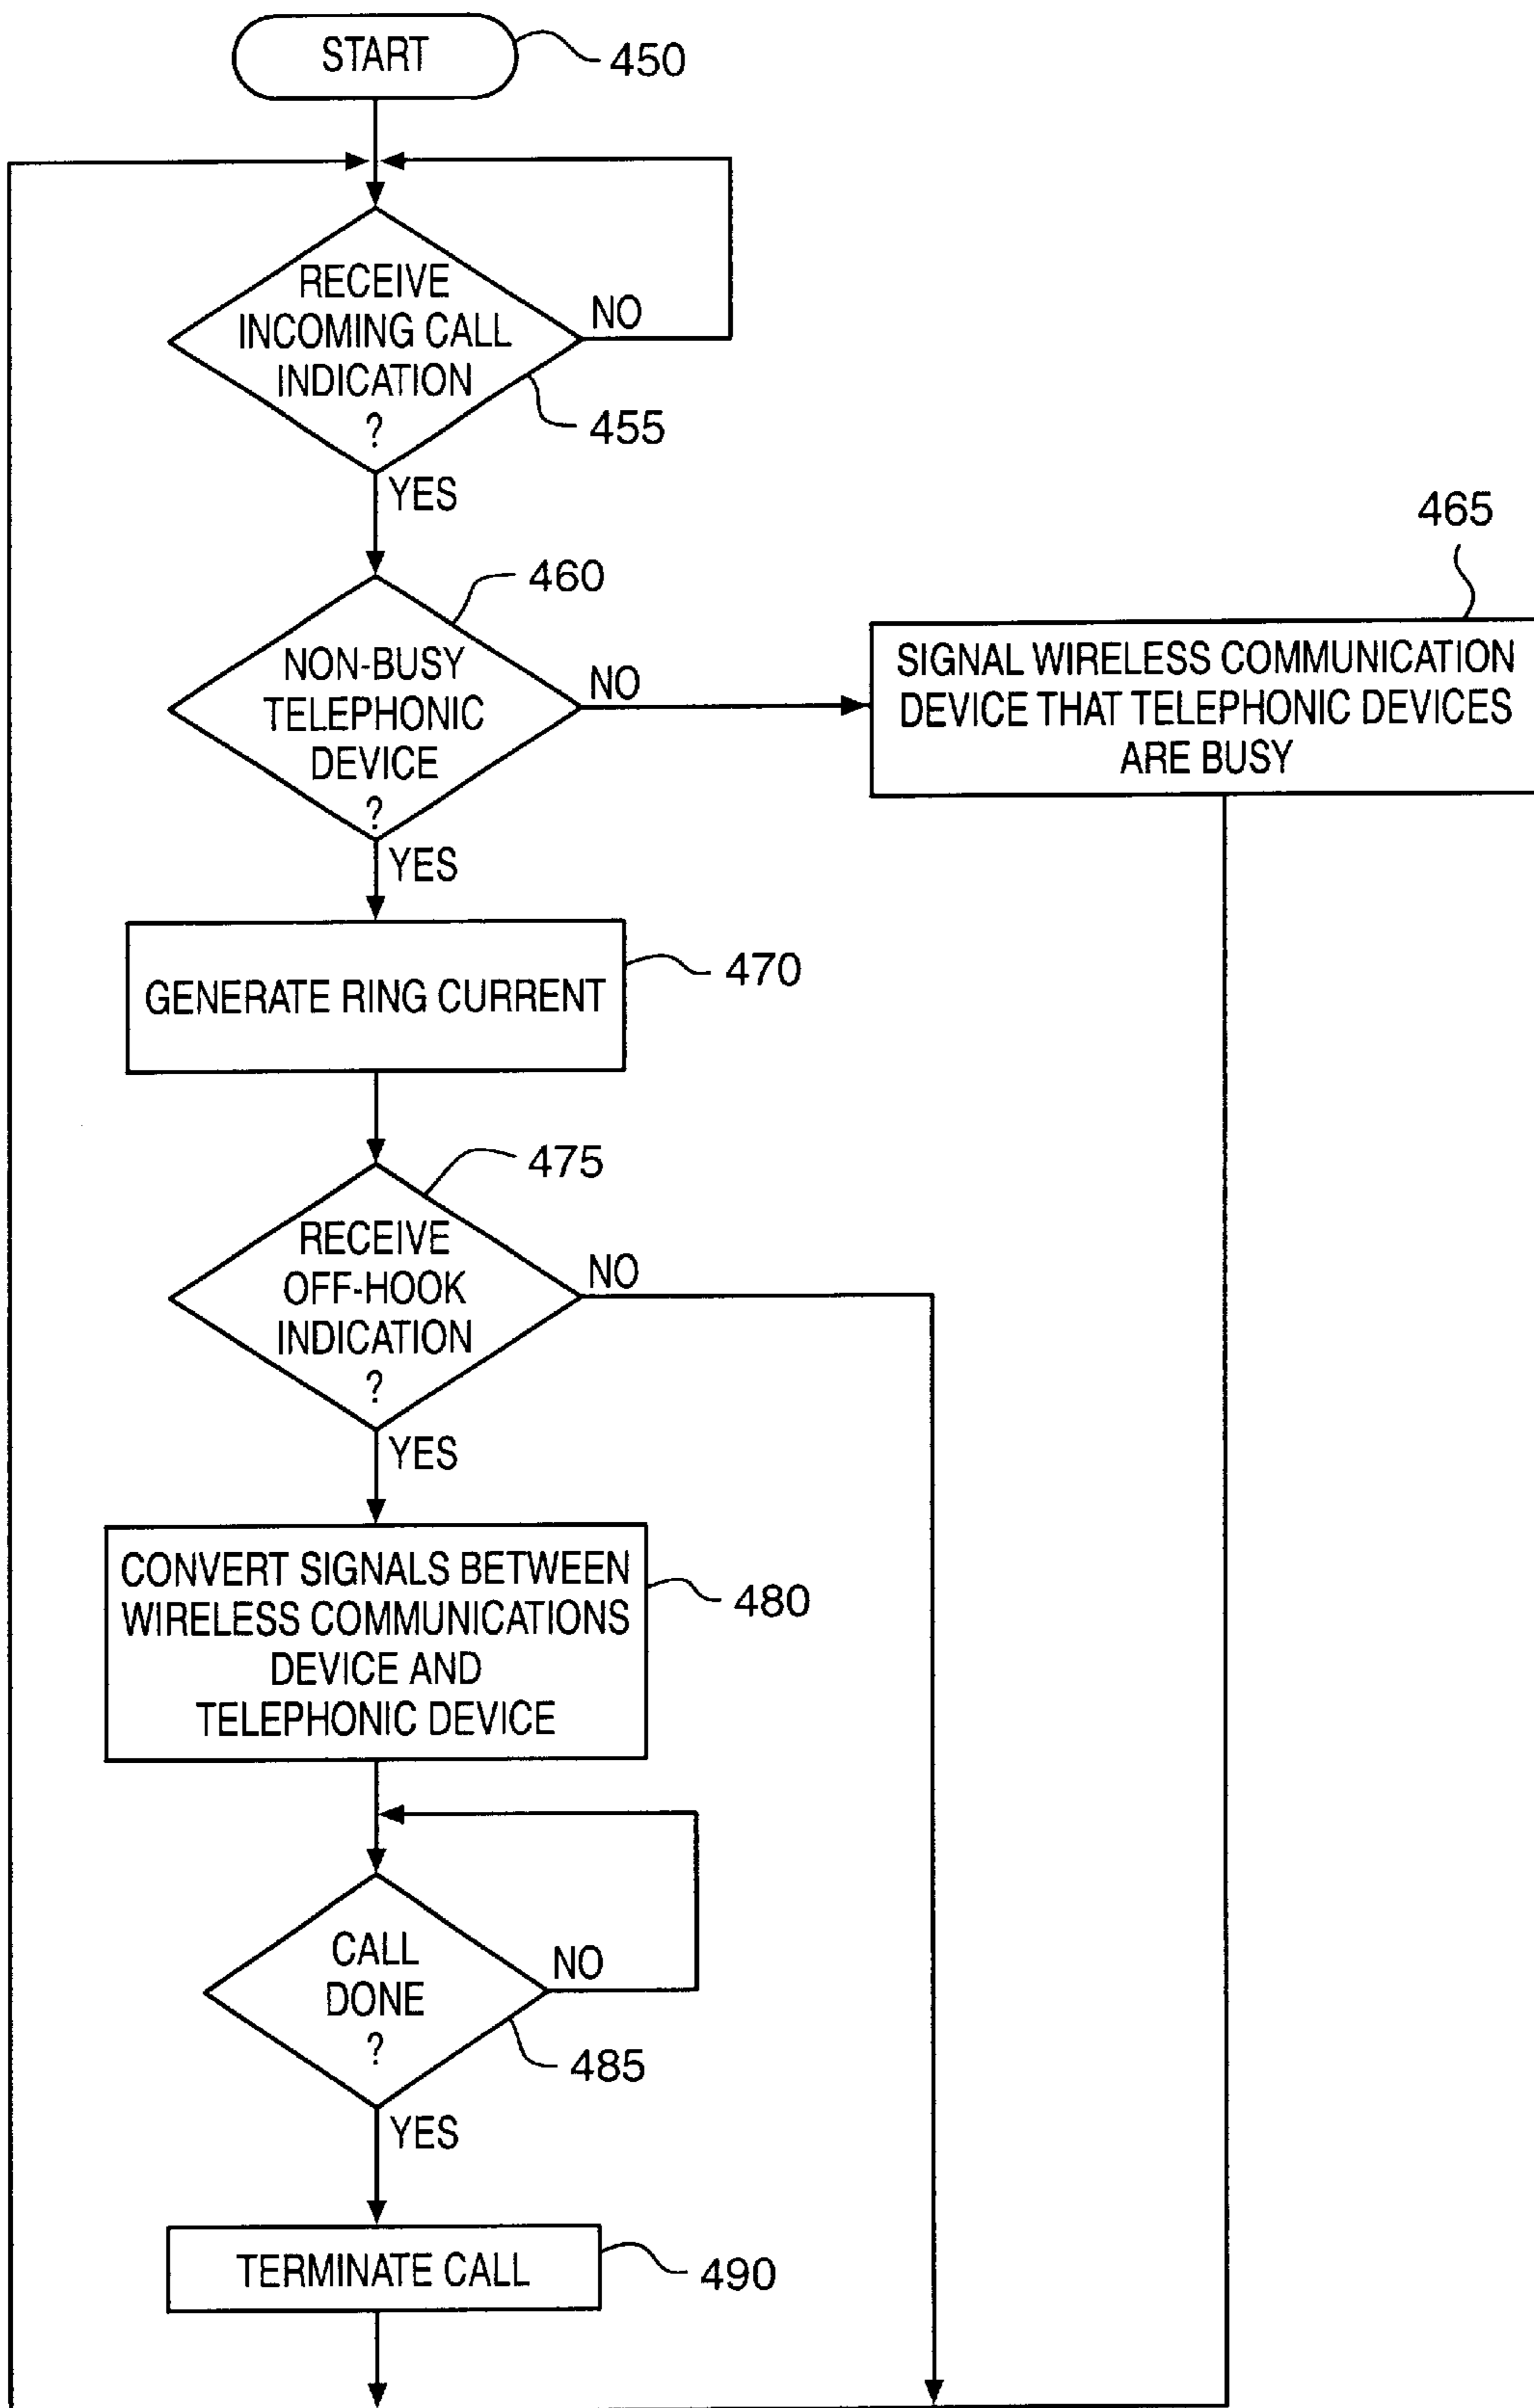 START
450
RECEIVE
INCOMING CALL
INDICATION
?
NO
455
YES
465
460
NON-BUSY
TELEPHONIC
DEVICE
?
NO
SIGNAL WIRELESS COMMUNICATION
DEVICE THAT TELEPHONIC DEVICES
ARE BUSY
YES
GENERATE RING CURRENT
470
475
RECEIVE
OFF-HOOK
INDICATION
?
NO
YES
CONVERT SIGNALS BETWEEN
WIRELESS COMMUNICATIONS
DEVICE AND
TELEPHONIC DEVICE
480
CALL
DONE
?
NO
485
YES
TERMINATE CALL
490